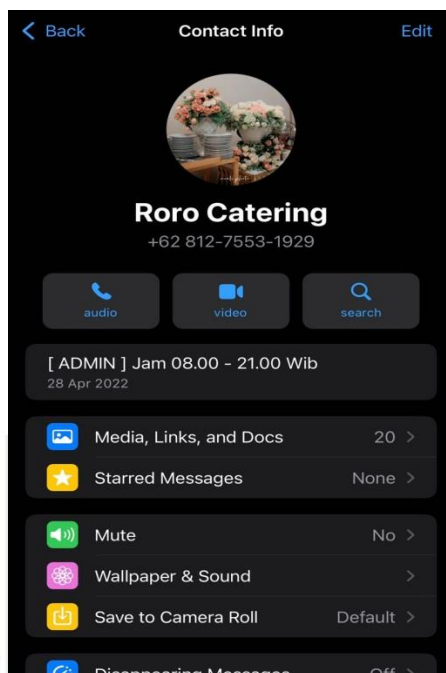 Back Contact Info Edit
Roro Catering
+62 812-7553-1929
audio video search
[ ADMIN ] Jam 08.00 - 21.00 Wib
28 Apr 2022
Media, Links, and Docs 20
Starred Messages None
Mute No
Wallpaper & Sound
Save to Camera Roll Default
Disappearing Messages Off